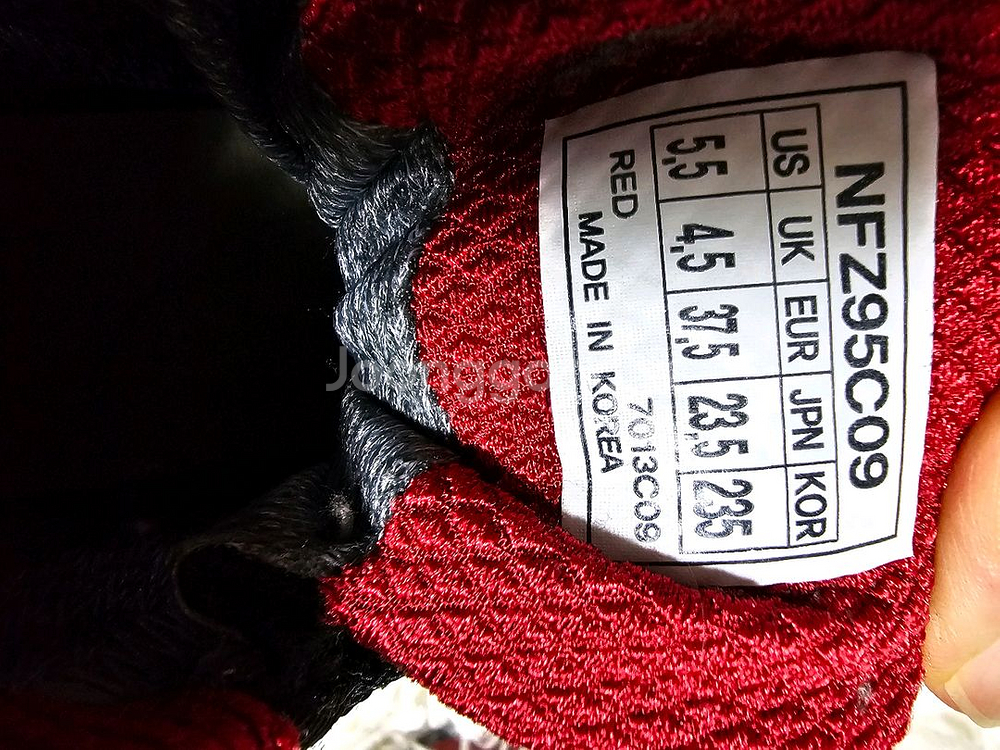 NFZ95C09
US UK EUR JPN KOR
5,5 4,5 37,5 23,5 235
RED 7013C09
MADE IN KOREA